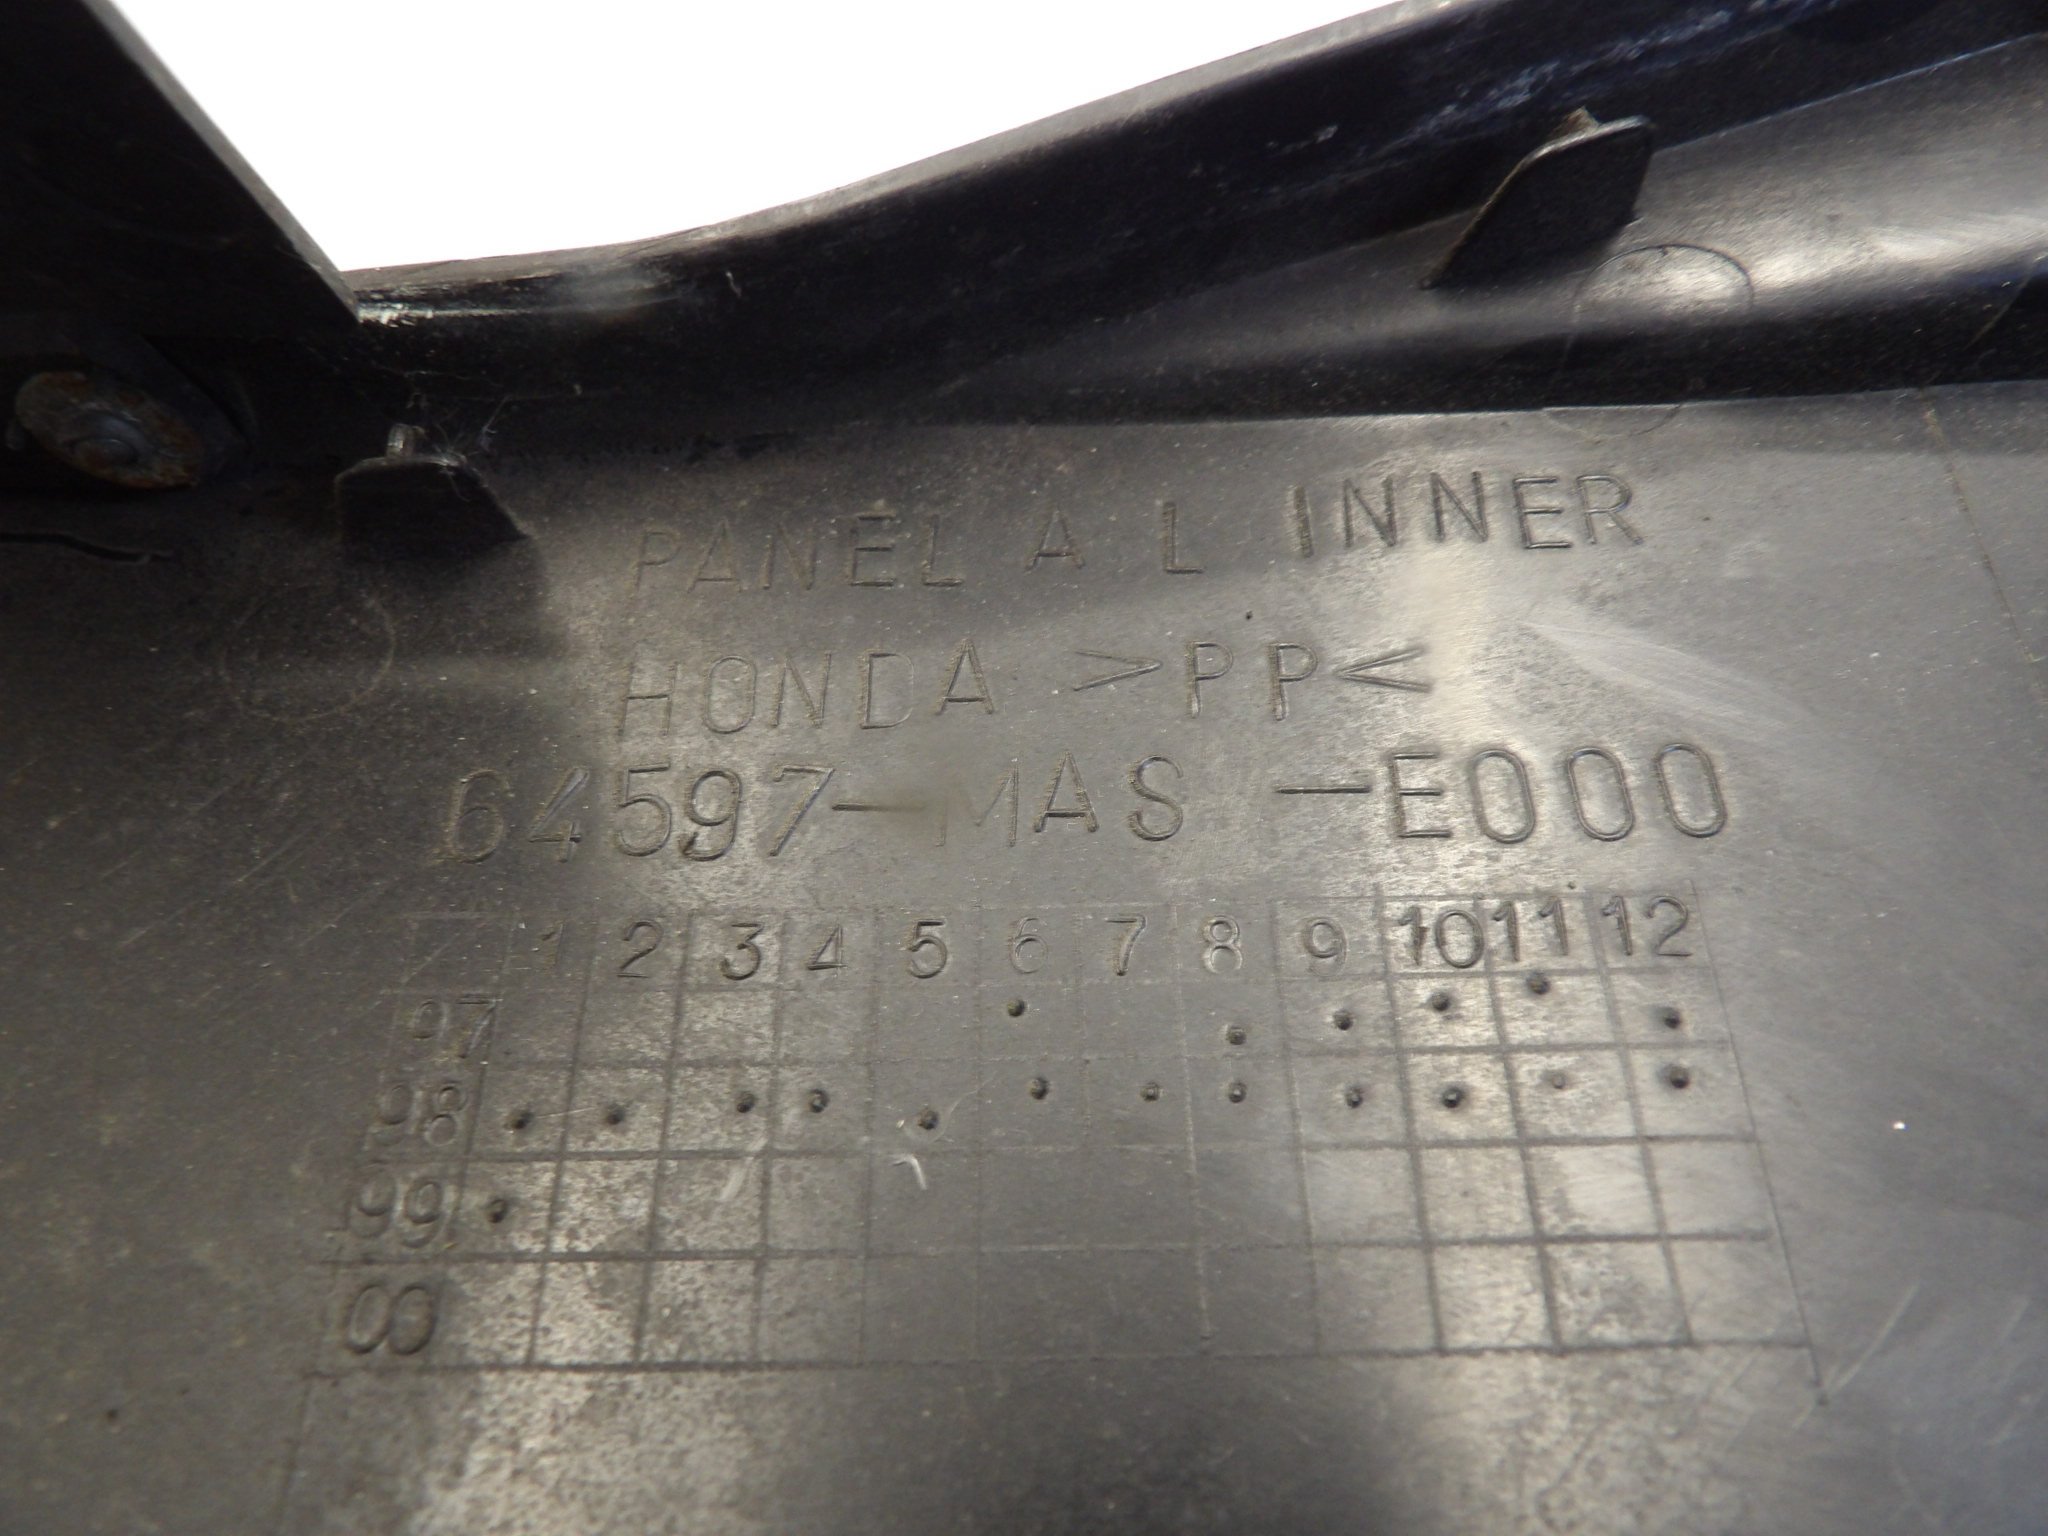 PANEL A L INNER
HONDA >PP<
64597-MAS-E000
1 2 3 4 5 6 7 8 9 10 11 12
97
98
99
00